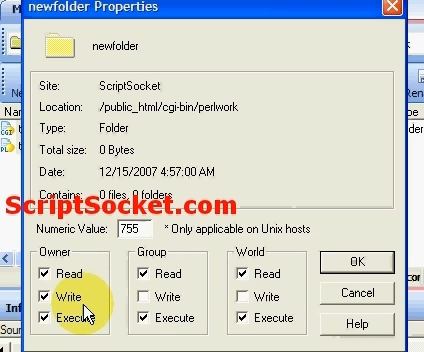 newfolder Properties
newfolder
Site: ScriptSocket
Location: /public_html/cgi-bin/perlwork
Type: Folder
Total size: 0 Bytes
Date: 12/15/2007 4:57:00 AM
Contains: 0 files, 0 folders
ScriptSocket.com
Numeric Value: 755 * Only applicable on Unix hosts
Owner Group World
Read Read Read OK
Write Write Write Cancel
Execute Execute Execute Help